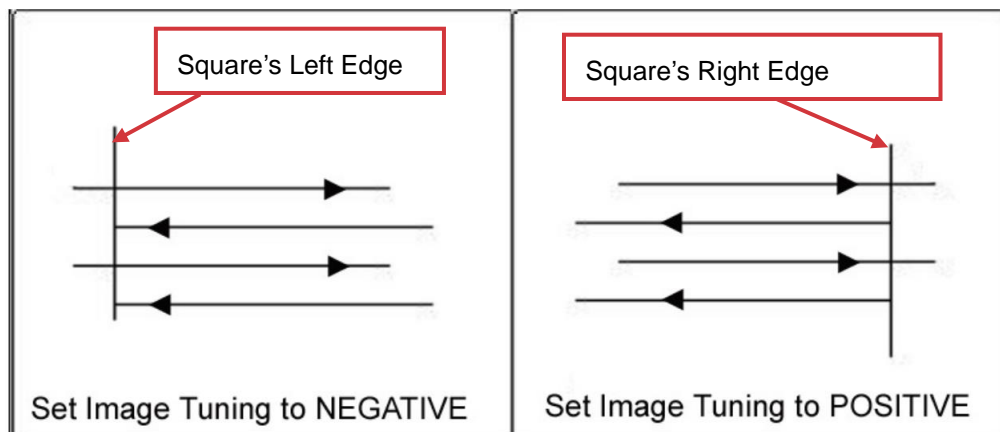 Square's Left Edge
Set Image Tuning to NEGATIVE
Square's Right Edge
Set Image Tuning to POSITIVE